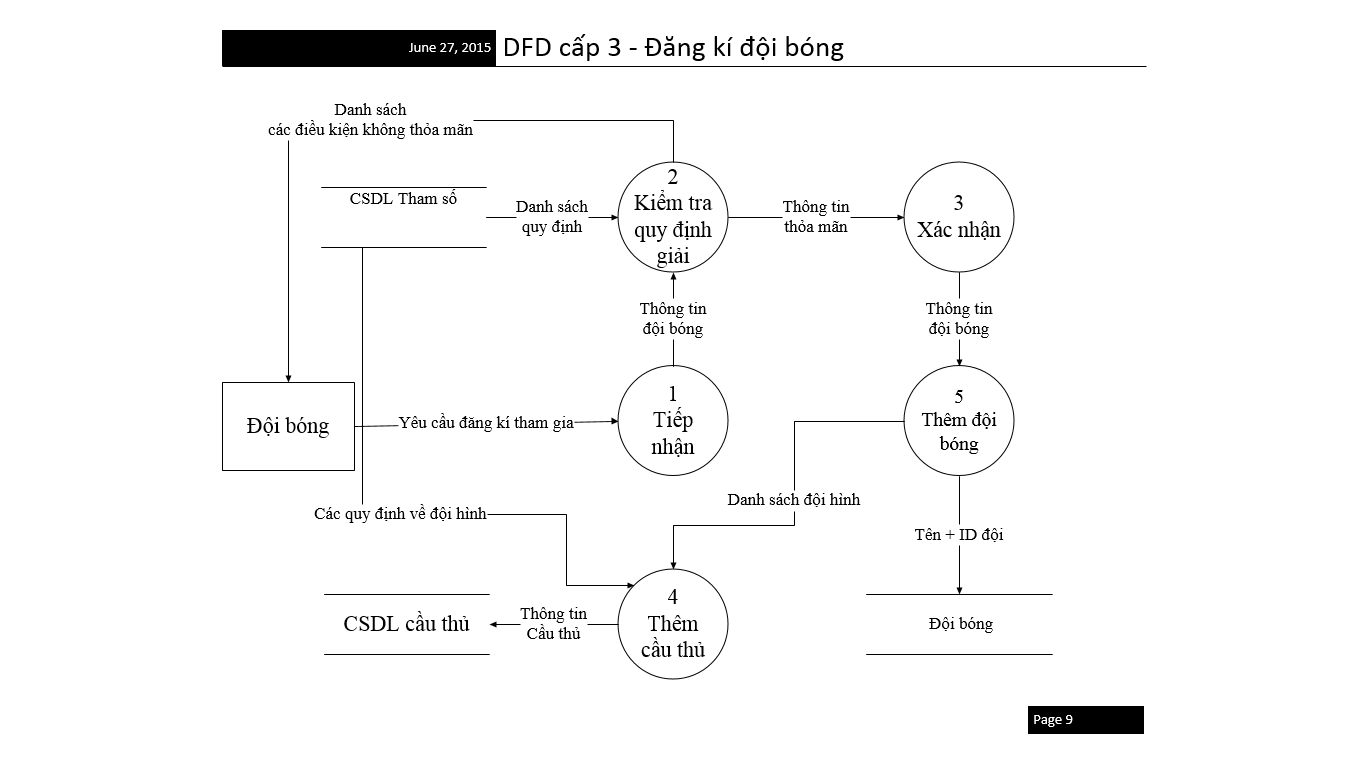 June 27, 2015
DFD cấp 3 - Đăng kí đội bóng
Danh sách
các điều kiện không thỏa mãn
CSDL Tham số
Danh sách
quy định
2
Kiểm tra
quy định
giải
Thông tin
thỏa mãn
3
Xác nhận
Thông tin
đội bóng
Thông tin
đội bóng
Đội bóng
Yêu cầu đăng kí tham gia
1
Tiếp
nhận
5
Thêm đội
bóng
Danh sách đội hình
Các quy định về đội hình
Tên + ID đội
CSDL cầu thủ
Thông tin
Cầu thủ
4
Thêm
cầu thủ
Đội bóng
Page 9